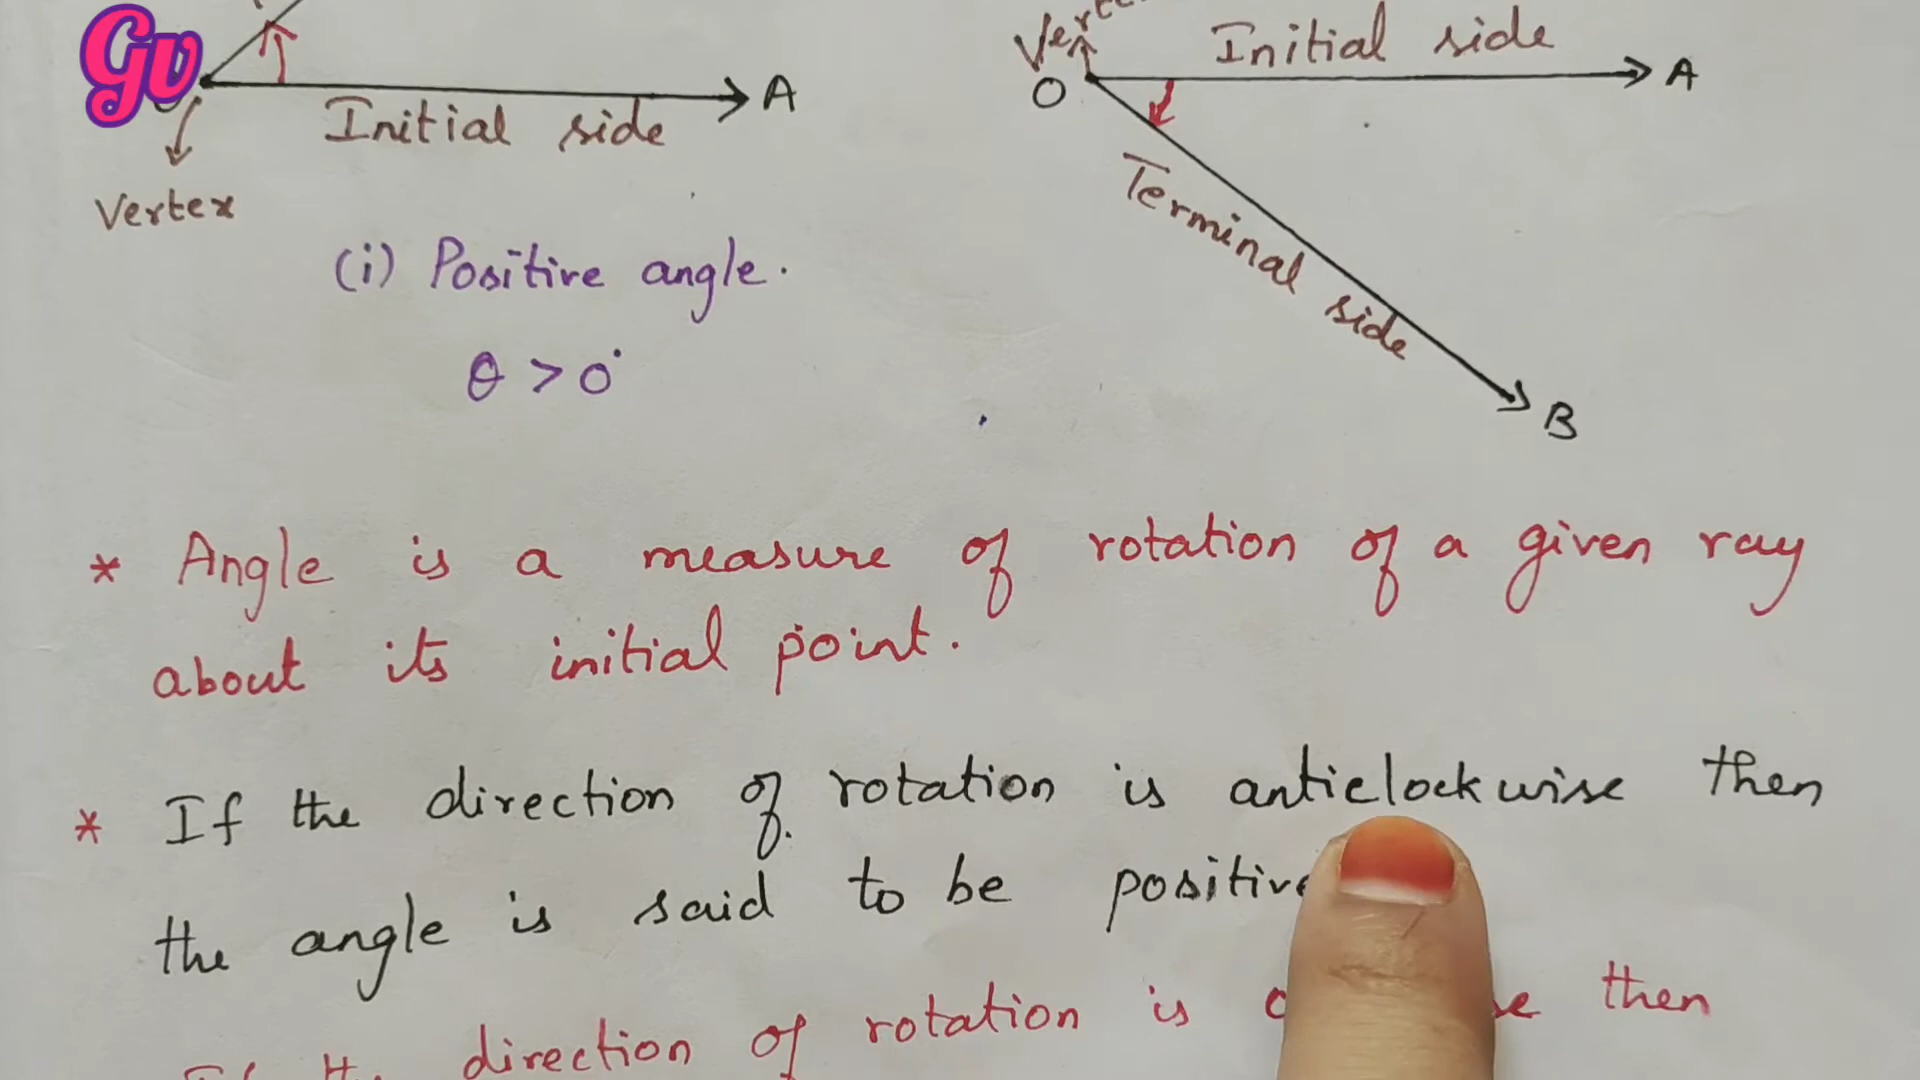 Gv
Initial side
A
Vertex
(i) Positive angle.
θ > 0°
Initial side
A
O
Terminal side
B
* Angle is a measure of rotation of a given ray
about its initial point.
* If the direction of rotation is anticlockwise then
the angle is said to be positive
direction of rotation is then